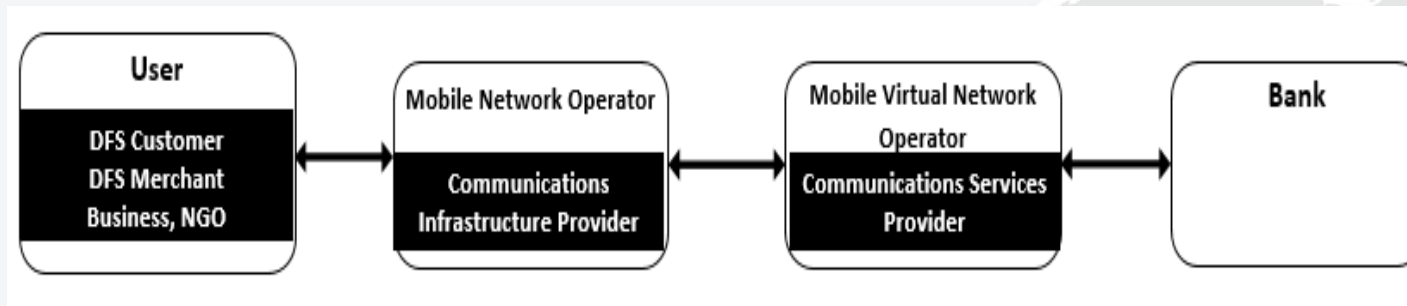 User
DFS Customer
DFS Merchant
Business, NGO
Mobile Network Operator
Communications
Infrastructure Provider
Mobile Virtual Network
Operator
Communications Services
Provider
Bank